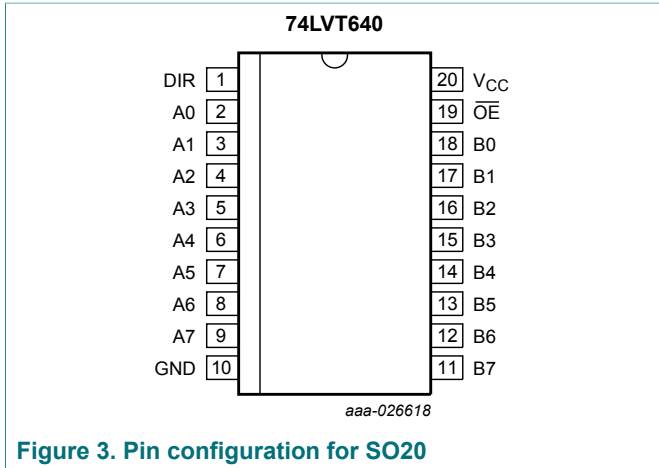 74LVT640
DIR 1 20 VCC
A0 2 19 OE
A1 3 18 B0
A2 4 17 B1
A3 5 16 B2
A4 6 15 B3
A5 7 14 B4
A6 8 13 B5
A7 9 12 B6
GND 10 11 B7
aaa-026618
Figure 3. Pin configuration for SO20